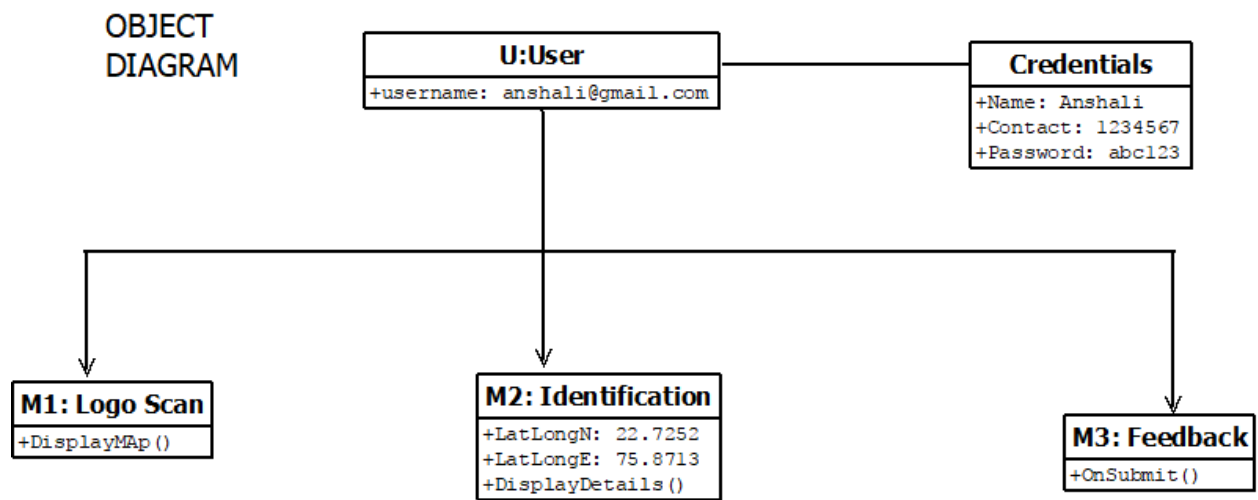 OBJECT
DIAGRAM
U:User
+username: anshali@gmail.com
Credentials
+Name: Anshali
+Contact: 1234567
+Password: abc123
M1: Logo Scan
+DisplayMAp()
M2: Identification
+LatLongN: 22.7252
+LatLongE: 75.8713
+DisplayDetails()
M3: Feedback
+OnSubmit()